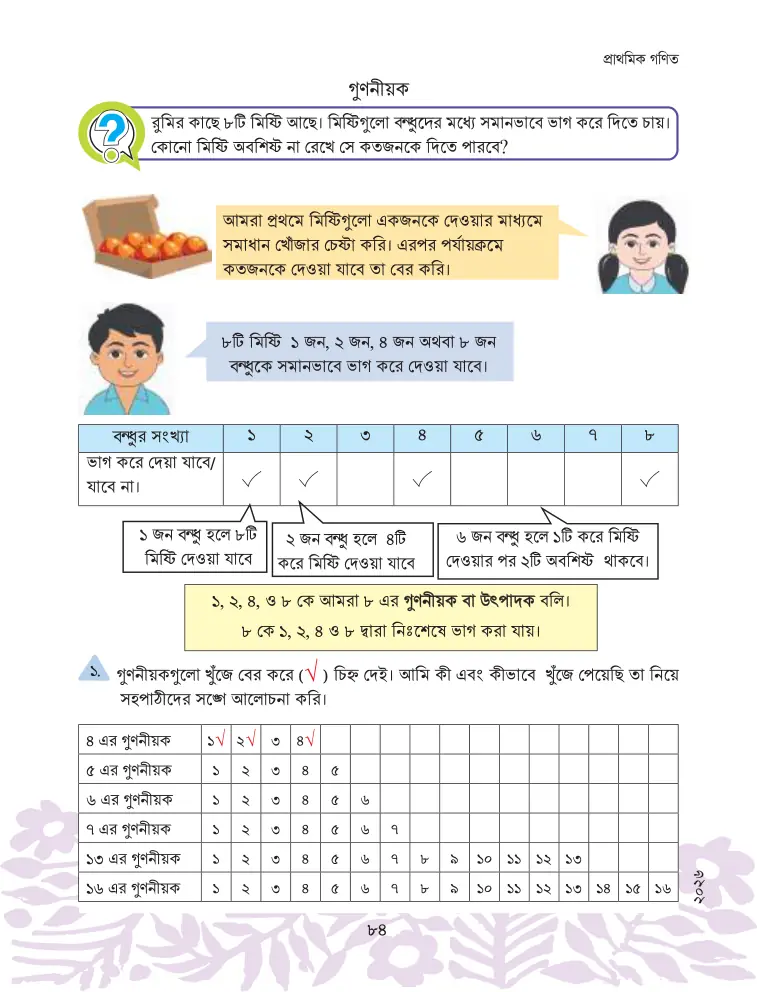 প্রাথমিক গণিত
গুণনীয়ক
রুমির কাছে ৮টি মিষ্টি আছে। মিষ্টিগুলো বন্ধুদের মধ্যে সমানভাবে ভাগ করে দিতে চায়।
কোনো মিষ্টি অবশিষ্ট না রেখে সে কতজনকে দিতে পারবে?
আমরা প্রথমে মিষ্টিগুলো একজনকে দেওয়ার মাধ্যমে
সমাধান খোঁজার চেষ্টা করি। এরপর পর্যায়ক্রমে
কতজনকে দেওয়া যাবে তা বের করি।
৮টি মিষ্টি ১ জন, ২ জন, ৪ জন অথবা ৮ জন
বন্ধুকে সমানভাবে ভাগ করে দেওয়া যাবে।
বন্ধুর সংখ্যা ১ ২ ৩ ৪ ৫ ৬ ৭ ৮
ভাগ করে দেয়া যাবে/
যাবে না। ✓ ✓ ✓ ✓
১ জন বন্ধু হলে ৮টি
মিষ্টি দেওয়া যাবে
২ জন বন্ধু হলে ৪টি
করে মিষ্টি দেওয়া যাবে
৬ জন বন্ধু হলে ১টি করে মিষ্টি
দেওয়ার পর ২টি অবশিষ্ট থাকবে।
১, ২, ৪, ও ৮ কে আমরা ৮ এর গুণনীয়ক বা উৎপাদক বলি।
৮ কে ১, ২, ৪ ও ৮ দ্বারা নিঃশেষে ভাগ করা যায়।
১. গুণনীয়কগুলো খুঁজে বের করে (√) চিহ্ন দেই। আমি কী এবং কীভাবে খুঁজে পেয়েছি তা নিয়ে
সহপাঠীদের সঙ্গে আলোচনা করি।
৪ এর গুণনীয়ক ১√ ২√ ৩ ৪√
৫ এর গুণনীয়ক ১ ২ ৩ ৪ ৫
৬ এর গুণনীয়ক ১ ২ ৩ ৪ ৫ ৬
৭ এর গুণনীয়ক ১ ২ ৩ ৪ ৫ ৬ ৭
১৩ এর গুণনীয়ক ১ ২ ৩ ৪ ৫ ৬ ৭ ৮ ৯ ১০ ১১ ১২ ১৩
১৬ এর গুণনীয়ক ১ ২ ৩ ৪ ৫ ৬ ৭ ৮ ৯ ১০ ১১ ১২ ১৩ ১৪ ১৫ ১৬
২০২৬
৮৪